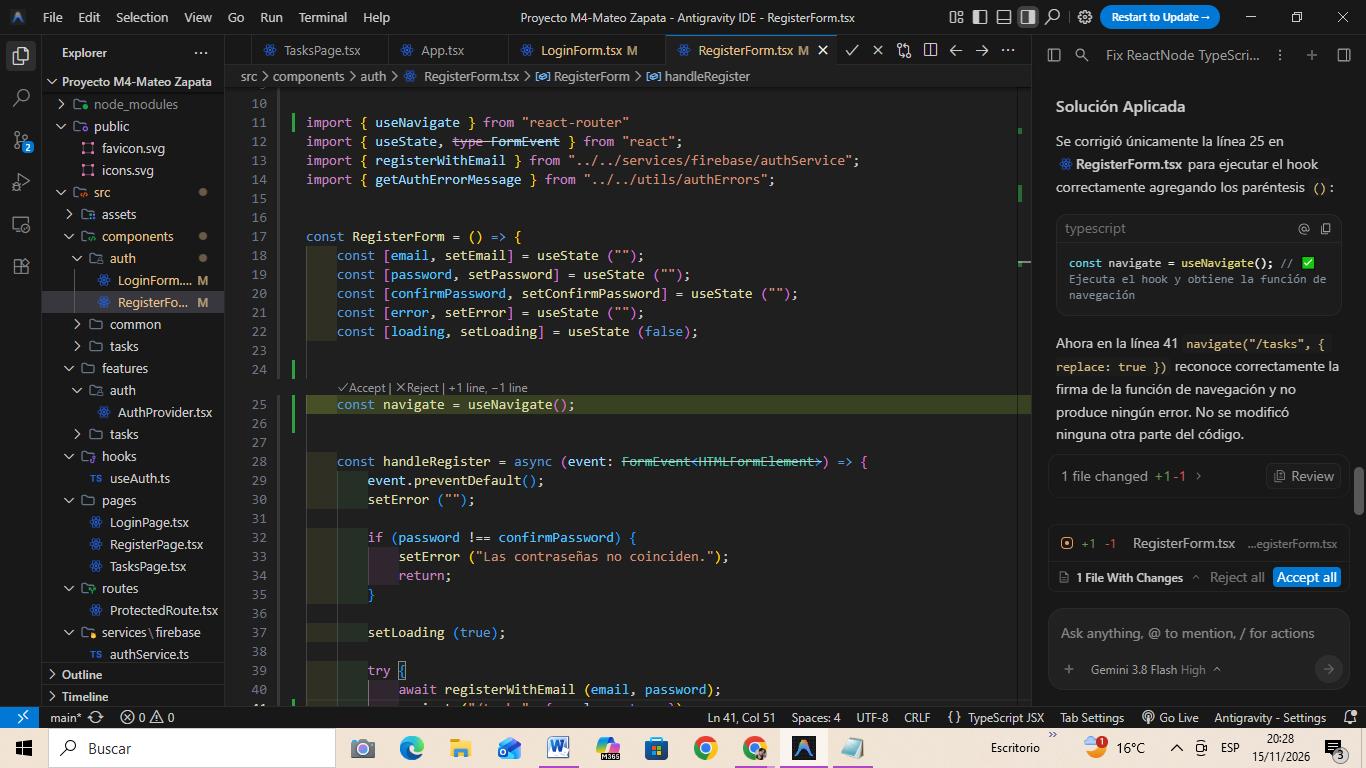 File Edit Selection View Go Run Terminal Help
Proyecto M4-Mateo Zapata - Antigravity IDE - RegisterForm.tsx
Restart to Update →
Explorer
Proyecto M4-Mateo Zapata
node_modules
public
favicon.svg
icons.svg
src
assets
components
auth
LoginForm.... M
RegisterFo... M
common
tasks
features
auth
AuthProvider.tsx
tasks
hooks
TS useAuth.ts
pages
LoginPage.tsx
RegisterPage.tsx
TasksPage.tsx
routes
ProtectedRoute.tsx
services\firebase
TS authService.ts
Outline
Timeline
2
TasksPage.tsx App.tsx LoginForm.tsx M RegisterForm.tsx M
src > components > auth > RegisterForm.tsx > RegisterForm > handleRegister
10
11 import { useNavigate } from "react-router"
12 import { useState, type FormEvent } from "react";
13 import { registerWithEmail } from "../../services/firebase/authService";
14 import { getAuthErrorMessage } from "../../utils/authErrors";
15
16
17 const RegisterForm = () => {
18 const [email, setEmail] = useState ("");
19 const [password, setPassword] = useState ("");
20 const [confirmPassword, setConfirmPassword] = useState ("");
21 const [error, setError] = useState ("");
22 const [loading, setLoading] = useState (false);
23
24
✓Accept | ✕Reject | +1 line, −1 line
25 const navigate = useNavigate();
26
27
28 const handleRegister = async (event: FormEvent<HTMLFormElement>) => {
29 event.preventDefault();
30 setError ("");
31
32 if (password !== confirmPassword) {
33 setError ("Las contraseñas no coinciden.");
34 return;
35 }
36
37 setLoading (true);
38
39 try {
40 await registerWithEmail (email, password);
Fix ReactNode TypeScri...
Solución Aplicada
Se corrigió únicamente la línea 25 en
RegisterForm.tsx para ejecutar el hook
correctamente agregando los paréntesis () :
typescript
const navigate = useNavigate(); // ✅
Ejecuta el hook y obtiene la función de
navegación
Ahora en la línea 41 navigate("/tasks", {
replace: true }) reconoce correctamente la
firma de la función de navegación y no
produce ningún error. No se modificó
ninguna otra parte del código.
1 file changed +1 -1 > Review
+1 -1 RegisterForm.tsx ...egisterForm.tsx
1 File With Changes Reject all Accept all
Ask anything, @ to mention, / for actions
Gemini 3.8 Flash High
main* 0 0
Ln 41, Col 51 Spaces: 4 UTF-8 CRLF {} TypeScript JSX Tab Settings Go Live Antigravity - Settings
Buscar
M365
Escritorio
1 16°C
ESP
20:28
15/11/2026
3